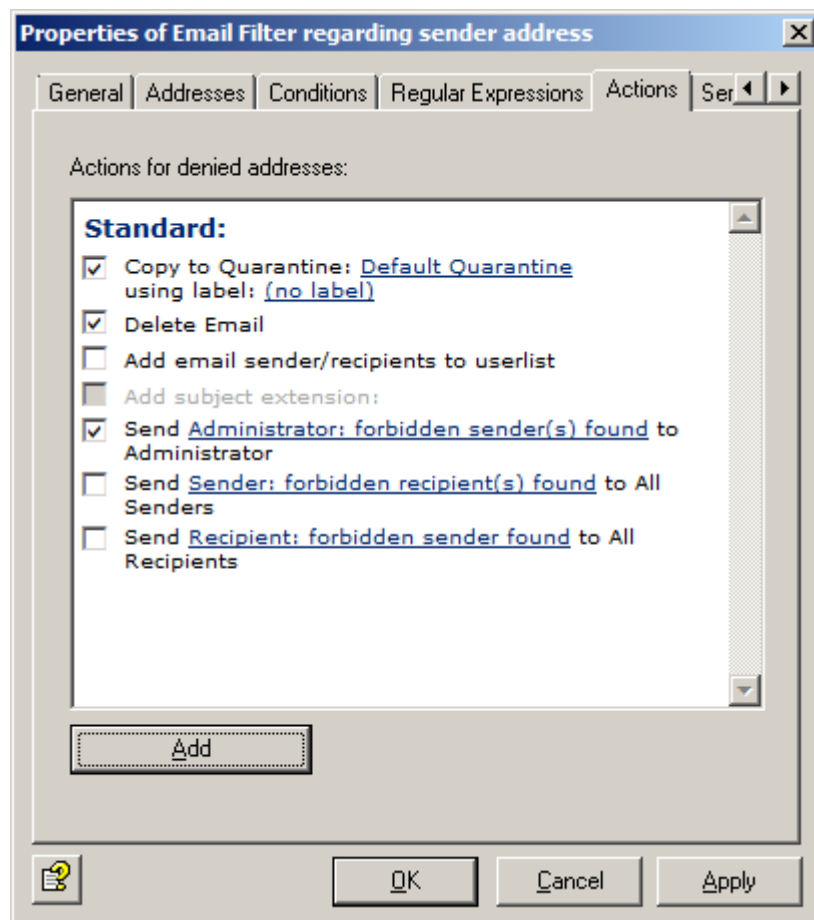 Properties of Email Filter regarding sender address
General Addresses Conditions Regular Expressions Actions Ser
Actions for denied addresses:
Standard:
Copy to Quarantine: Default Quarantine
using label: (no label)
Delete Email
Add email sender/recipients to userlist
Add subject extension:
Send Administrator: forbidden sender(s) found to
Administrator
Send Sender: forbidden recipient(s) found to All
Senders
Send Recipient: forbidden sender found to All
Recipients
Add
OK Cancel Apply